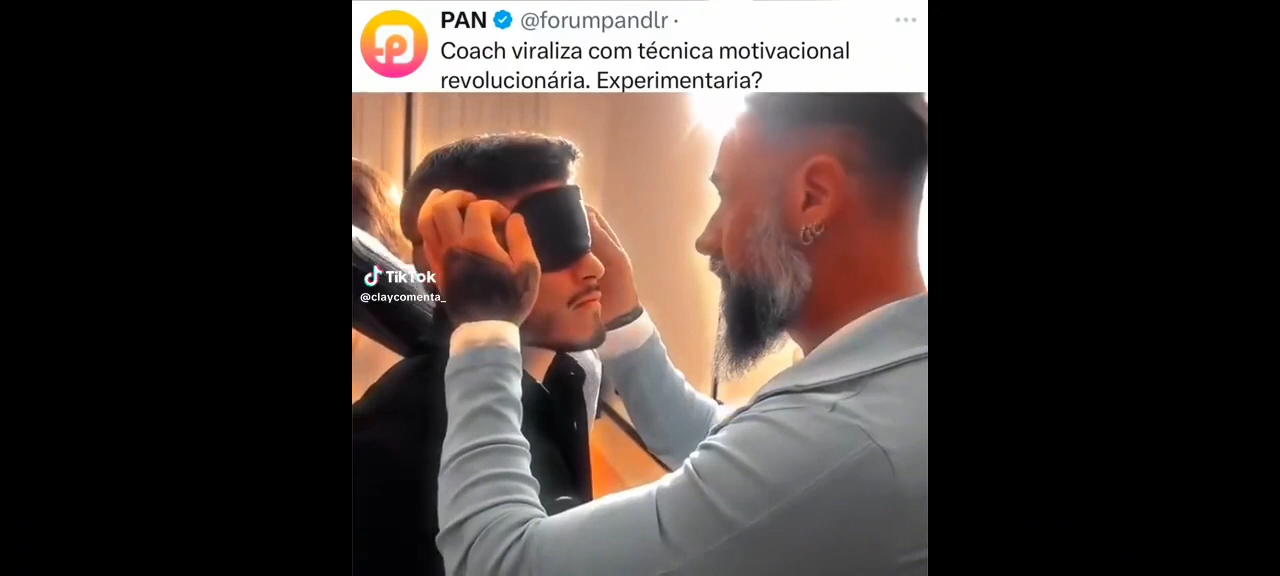 PAN @forumpandlr ·
Coach viraliza com técnica motivacional
revolucionária. Experimentaria?
TikTok
@claycomenta_